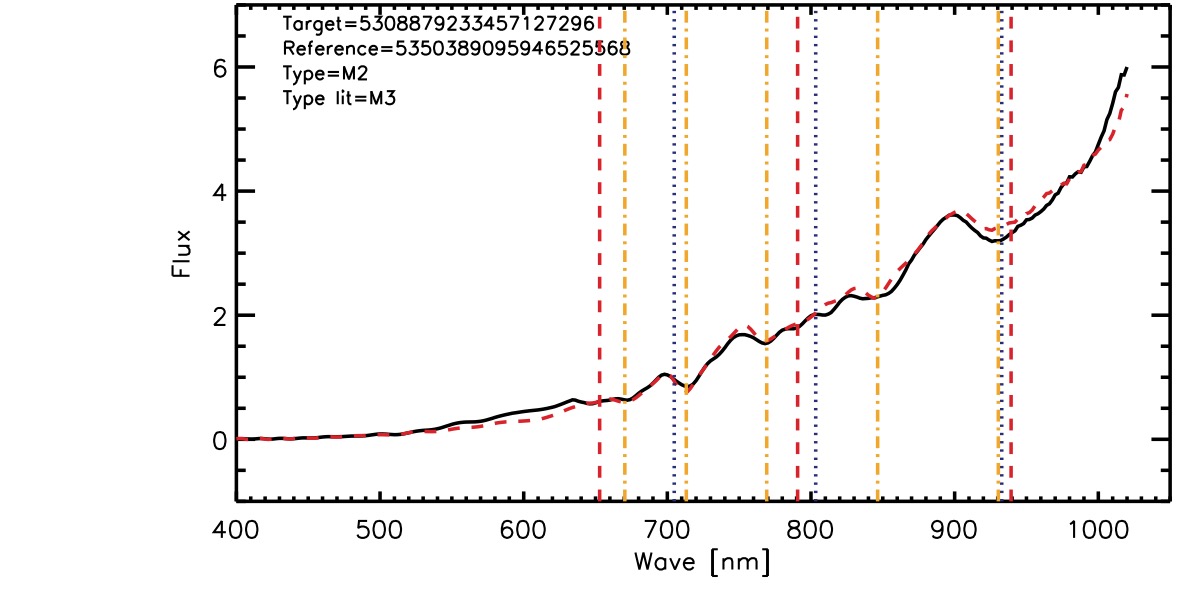 Target=5308879233457127296
Reference=5350389095946525568
Type=M2
Type lit=M3
6
4
2
0
Flux
400 500 600 700 800 900 1000
Wave [nm]